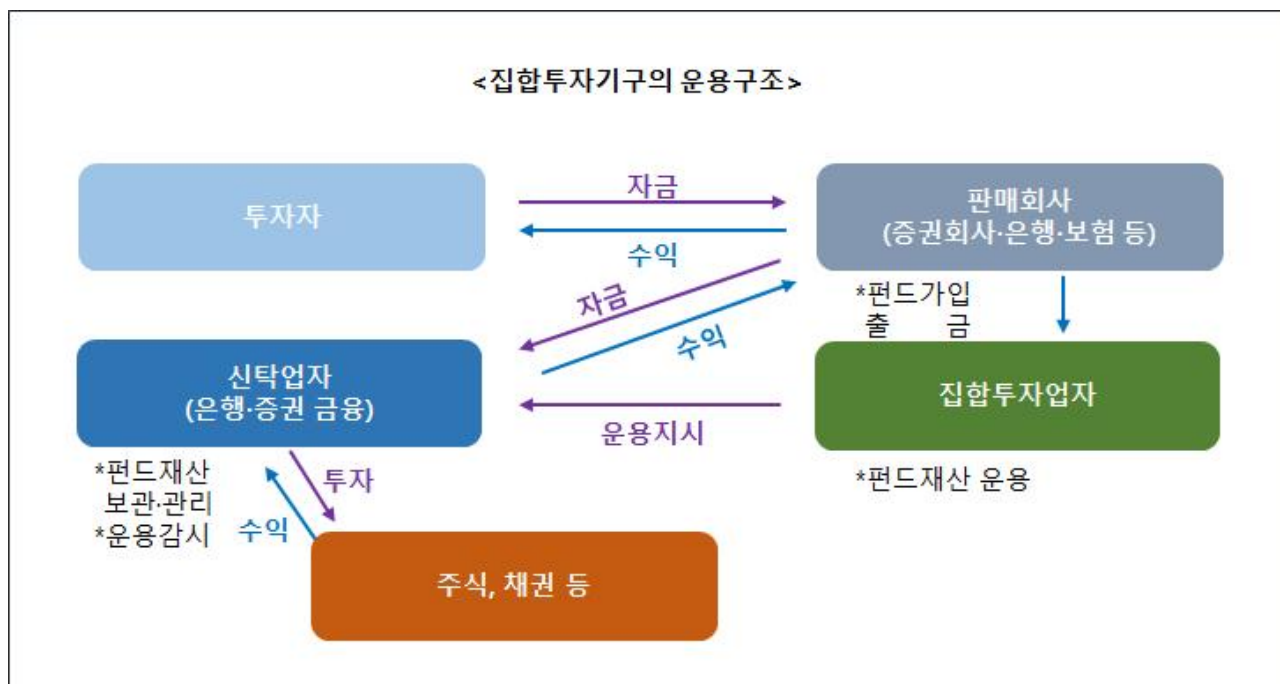 <집합투자기구의 운용구조>
투자자
자금
수익
판매회사
(증권회사·은행·보험 등)
자금
수익
*펀드가입
출 금
신탁업자
(은행·증권 금융)
운용지시
집합투자업자
*펀드재산
보관·관리
*운용감시
투자
수익
*펀드재산 운용
주식, 채권 등